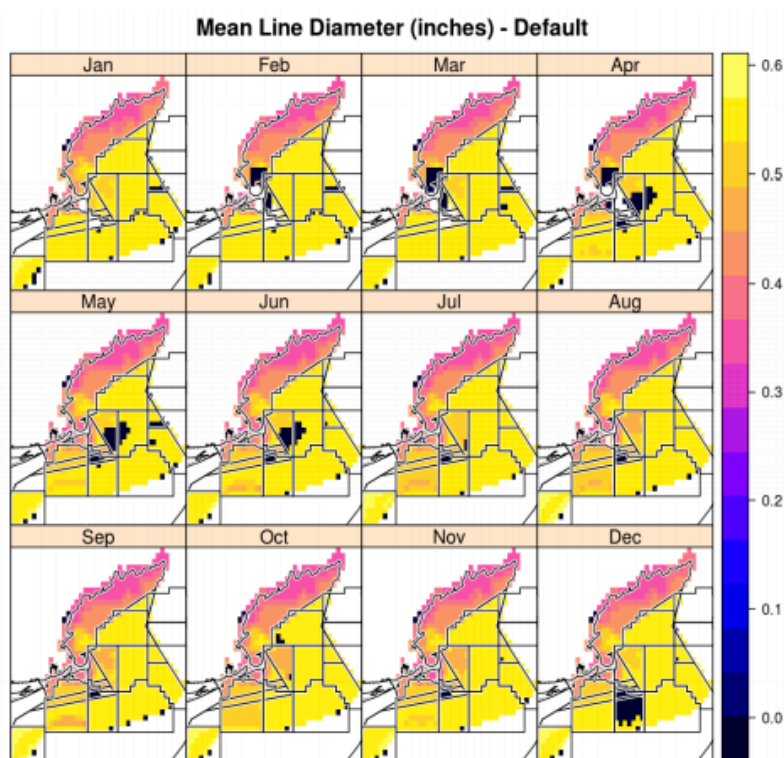 Mean Line Diameter (inches) - Default
Jan Feb Mar Apr
May Jun Jul Aug
Sep Oct Nov Dec
0.6
0.5
0.4
0.3
0.2
0.1
0.0